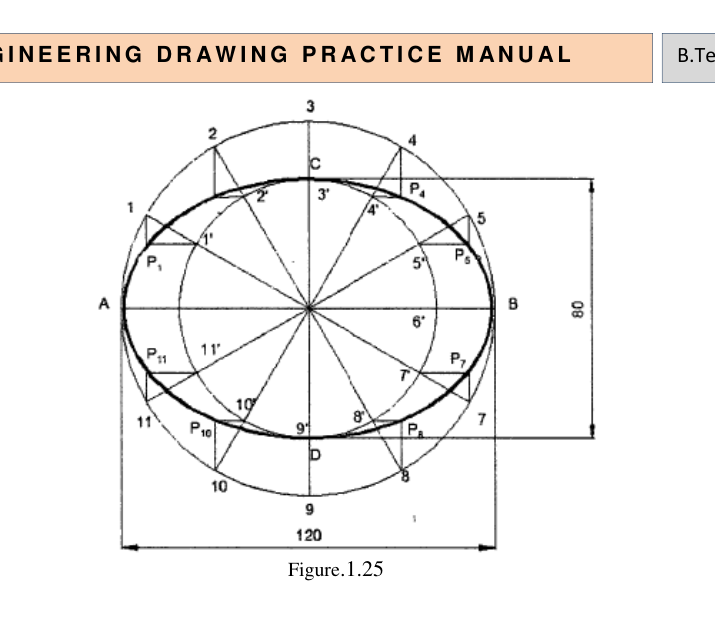 GINEERING DRAWING PRACTICE MANUAL
B.Te
3
2
4
C
P4
2'
3'
4'
1
5
1'
5'
P5
P1
A
B
6'
80
P11
11'
P7
7'
10'
8'
9'
11
P10
P8
7
D
10
8
9
120
Figure.1.25